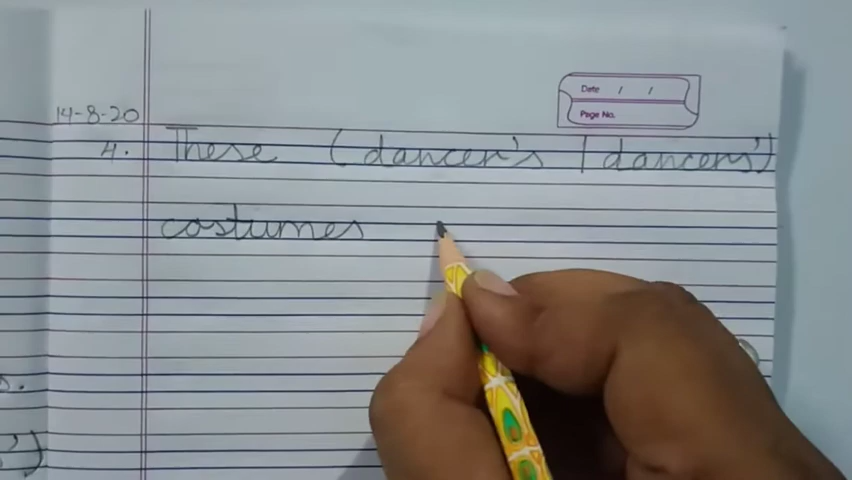 Date / /
Page No.
14-8-20
4. These (dancer's / dancers')
costumes